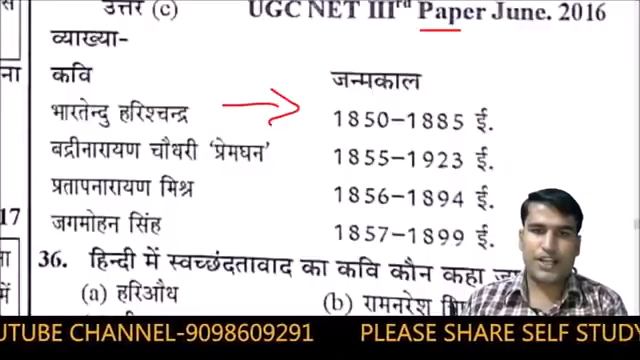 उत्तर (c) UGC NET IIIrd Paper June. 2016
व्याख्या-
कवि जन्मकाल
भारतेन्दु हरिश्चन्द्र 1850–1885 ई.
बद्रीनारायण चौधरी ‘प्रेमघन’ 1855–1923 ई.
प्रतापनारायण मिश्र 1856–1894 ई.
जगमोहन सिंह 1857–1899 ई.
17
36. हिन्दी में स्वच्छंदतावाद का कवि कौन कहा
(a) हरिऔध (b) रामनरेश
UTUBE CHANNEL-9098609291 PLEASE SHARE SELF STUDY